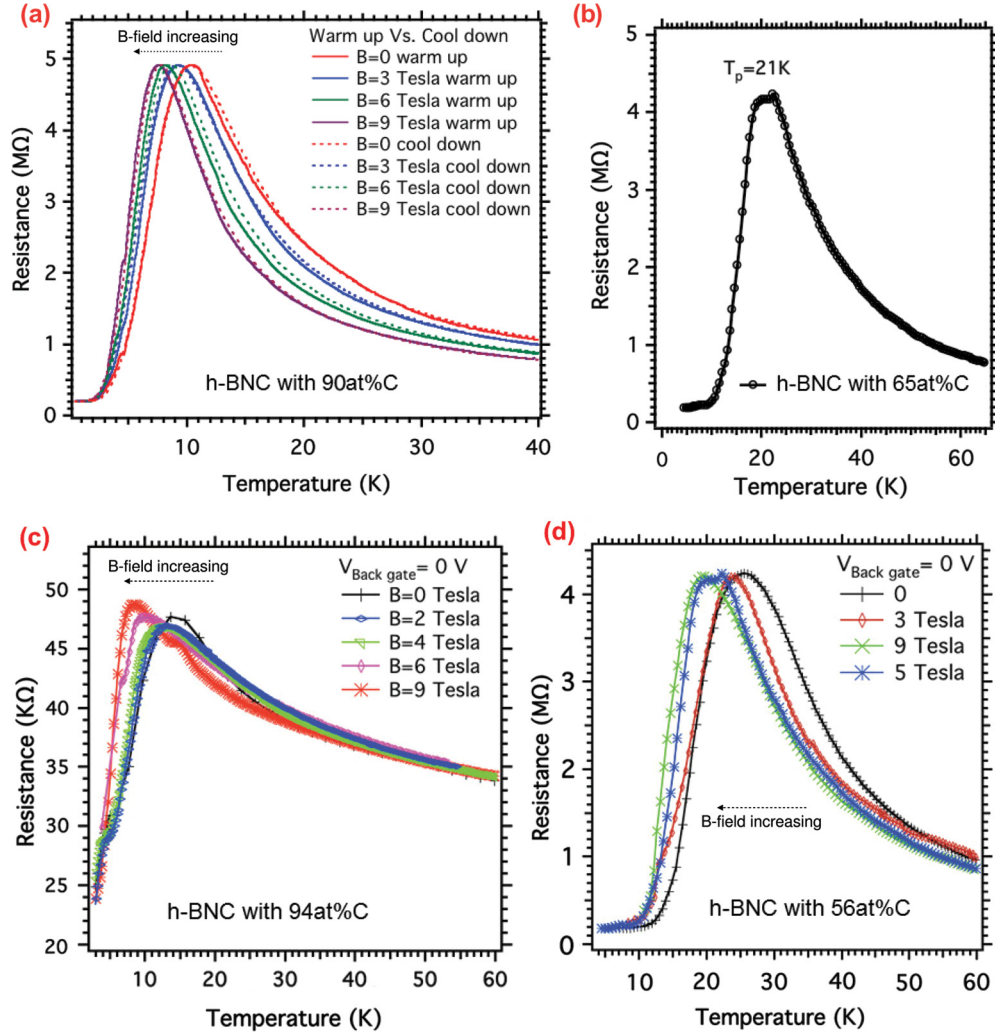 (a)
B-field increasing
Warm up Vs. Cool down
B=0 warm up
B=3 Tesla warm up
B=6 Tesla warm up
B=9 Tesla warm up
B=0 cool down
B=3 Tesla cool down
B=6 Tesla cool down
B=9 Tesla cool down
h-BNC with 90at%C
5
4
3
2
1
0
Resistance (MΩ)
10
20
30
40
Temperature (K)
(b)
Tp=21K
h-BNC with 65at%C
5
4
3
2
1
0
Resistance (MΩ)
0
10
20
30
40
50
60
Temperature (K)
(c)
B-field increasing
VBack gate= 0 V
B=0 Tesla
B=2 Tesla
B=4 Tesla
B=6 Tesla
B=9 Tesla
h-BNC with 94at%C
50
45
40
35
30
25
20
Resistance (KΩ)
10
20
30
40
50
60
Temperature (K)
(d)
VBack gate= 0 V
0
3 Tesla
9 Tesla
5 Tesla
B-field increasing
h-BNC with 56at%C
4
3
2
1
0
Resistance (MΩ)
10
20
30
40
50
60
Temperature (K)